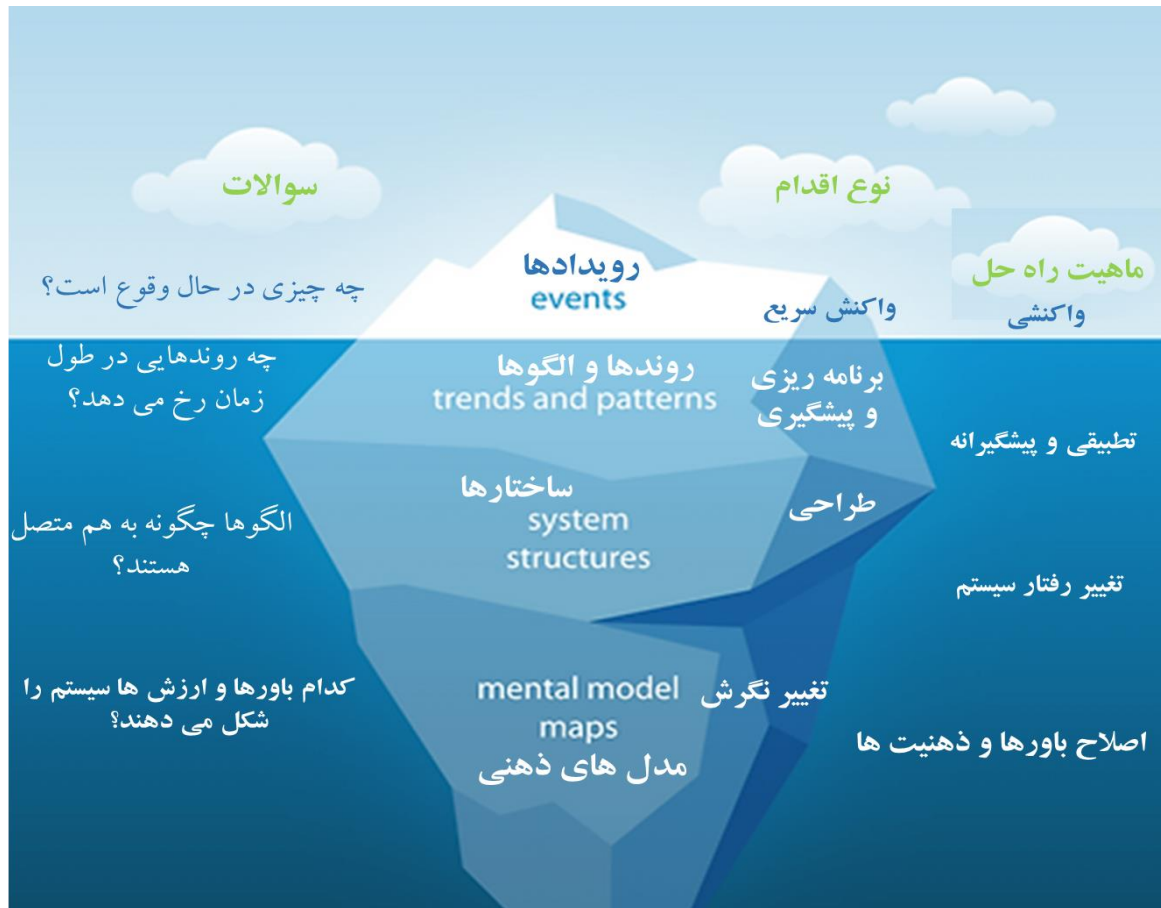 سوالات
نوع اقدام
ماهیت راه حل
رویدادها
events
چه چیزی در حال وقوع است؟
واکنش سریع
واکنشی
روندها و الگوها
trends and patterns
چه روندهایی در طول
زمان رخ می دهد؟
برنامه ریزی
و پیشگیری
تطبیقی و پیشگیرانه
ساختارها
system
structures
الگوها چگونه به هم متصل
هستند؟
طراحی
تغییر رفتار سیستم
mental model
maps
مدل های ذهنی
کدام باورها و ارزش ها سیستم را
شکل می دهند؟
تغییر نگرش
اصلاح باورها و ذهنیت ها